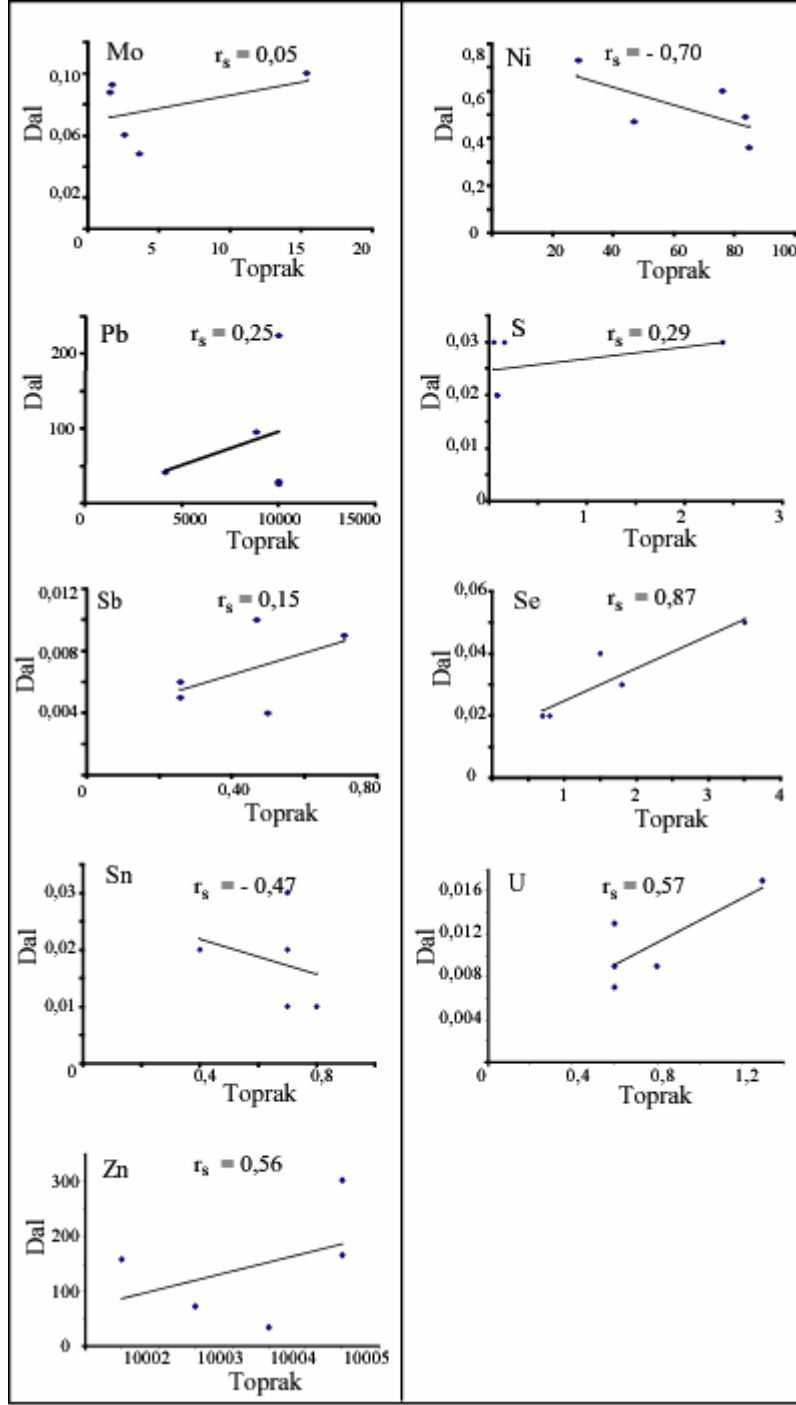 Mo
r_s = 0,05
Dal
0,10
0,06
0,02
0
5
10
15
20
Toprak
Ni
r_s = - 0,70
Dal
0,8
0,6
0,4
0,2
0
20
40
60
80
100
Toprak
Pb
r_s = 0,25
Dal
200
100
0
5000
10000
15000
Toprak
S
r_s = 0,29
Dal
0,03
0,02
0,01
0
1
2
3
Toprak
Sb
r_s = 0,15
Dal
0,012
0,008
0,004
0
0,40
0,80
Toprak
Se
r_s = 0,87
Dal
0,06
0,04
0,02
0
1
2
3
4
Toprak
Sn
r_s = - 0,47
Dal
0,03
0,02
0,01
0
0,4
0,8
Toprak
U
r_s = 0,57
Dal
0,016
0,012
0,008
0,004
0
0,4
0,8
1,2
Toprak
Zn
r_s = 0,56
Dal
300
200
100
0
10002
10003
10004
10005
Toprak